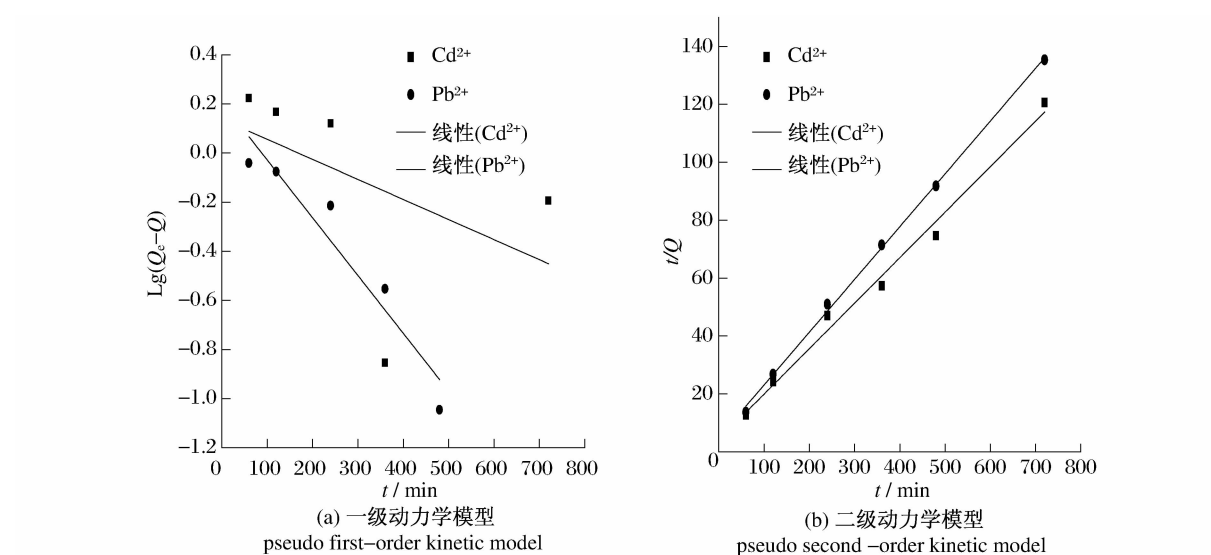 0.4
0.2
0.0
−0.2
−0.4
−0.6
−0.8
−1.0
−1.2
Lg(Qe−Q)
Cd²⁺
Pb²⁺
线性(Cd²⁺)
线性(Pb²⁺)
0 100 200 300 400 500 600 700 800
t / min
(a) 一级动力学模型
pseudo first−order kinetic model
140
120
100
80
60
40
20
t/Q
Cd²⁺
Pb²⁺
线性(Cd²⁺)
线性(Pb²⁺)
0 100 200 300 400 500 600 700 800
t / min
(b) 二级动力学模型
pseudo second −order kinetic model